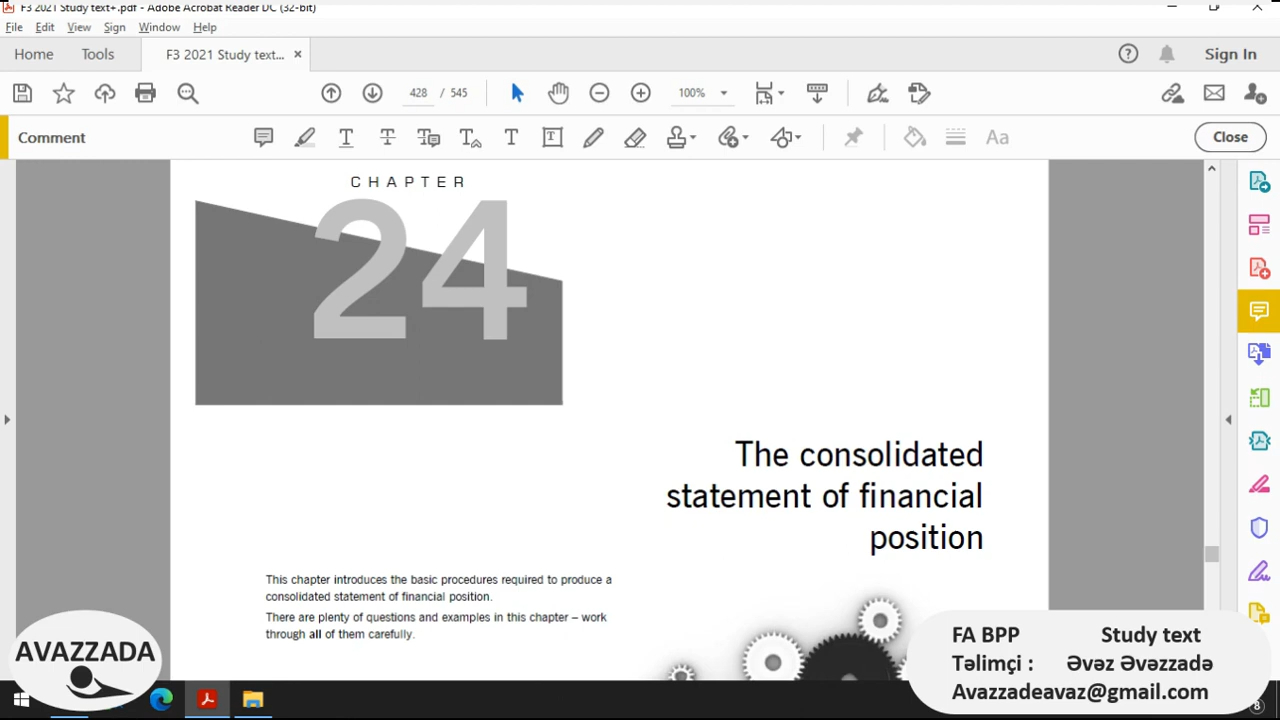 F3 2021 Study text+.pdf - Adobe Acrobat Reader DC (32-bit)
File Edit View Sign Window Help
Home Tools F3 2021 Study text... × Sign In
428 / 545 100%
Comment Close
CHAPTER
24
The consolidated
statement of financial
position
This chapter introduces the basic procedures required to produce a
consolidated statement of financial position.
There are plenty of questions and examples in this chapter – work
through all of them carefully.
AVAZZADA
FA BPP Study text
Təlimçi : Əvəz Əvəzzadə
Avazzadeavaz@gmail.com